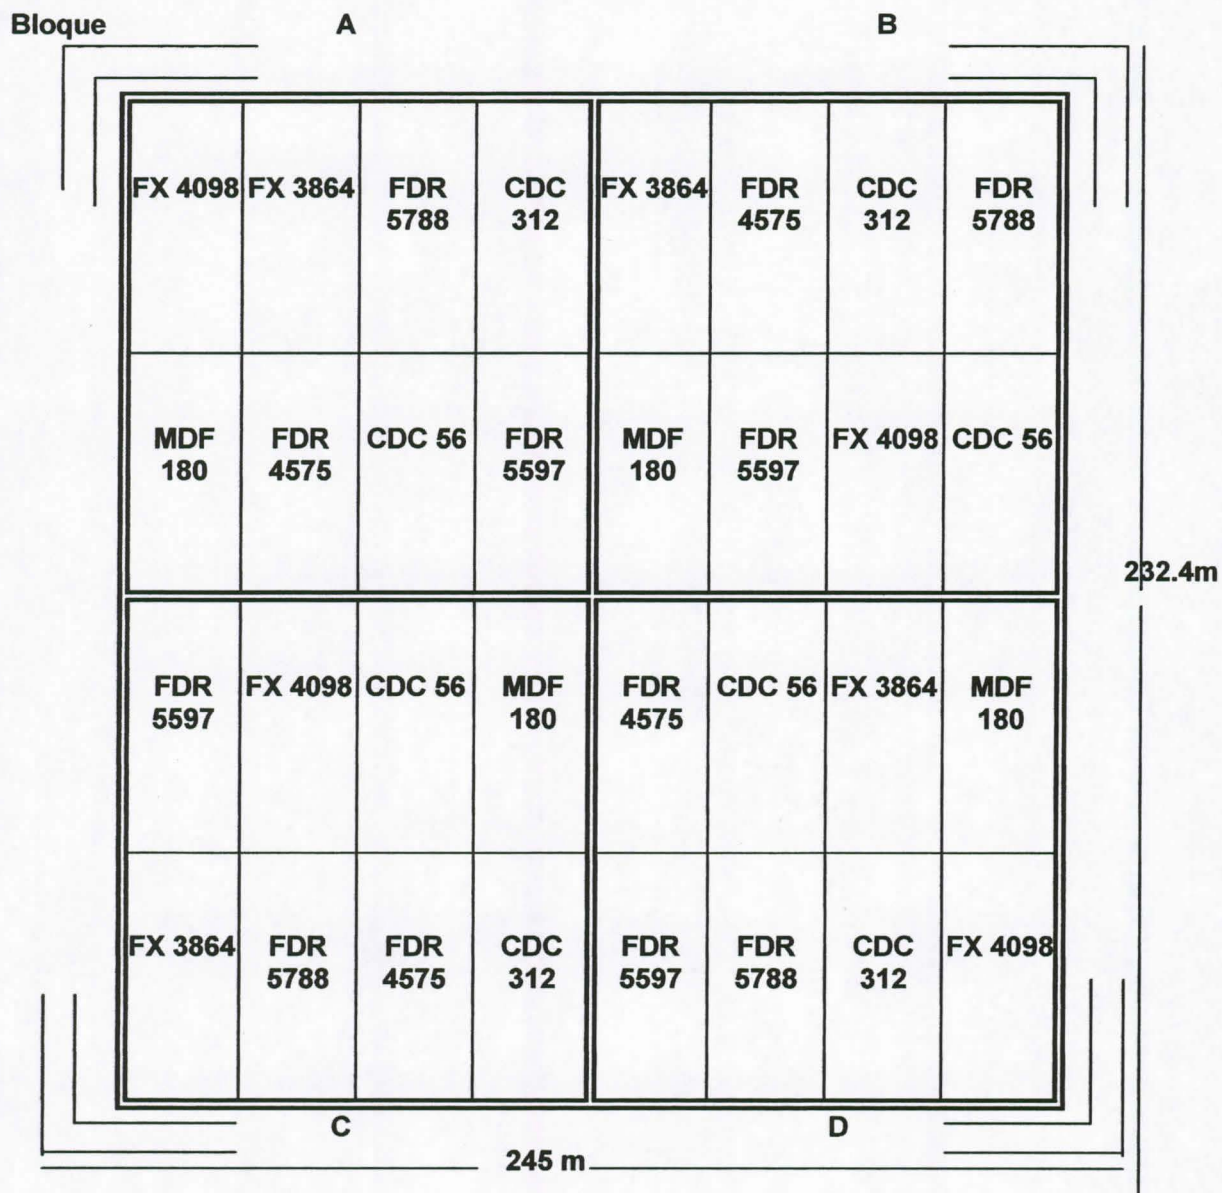 Bloque A B
FX 4098 FX 3864 FDR CDC FX 3864 FDR CDC FDR
5788 312 4575 312 5788
MDF FDR CDC 56 FDR MDF FDR FX 4098 CDC 56
180 4575 5597 180 5597
232.4m
FDR FX 4098 CDC 56 MDF FDR CDC 56 FX 3864 MDF
5597 180 4575 180
FX 3864 FDR FDR CDC FDR FDR CDC FX 4098
5788 4575 312 5597 5788 312
C D
245 m